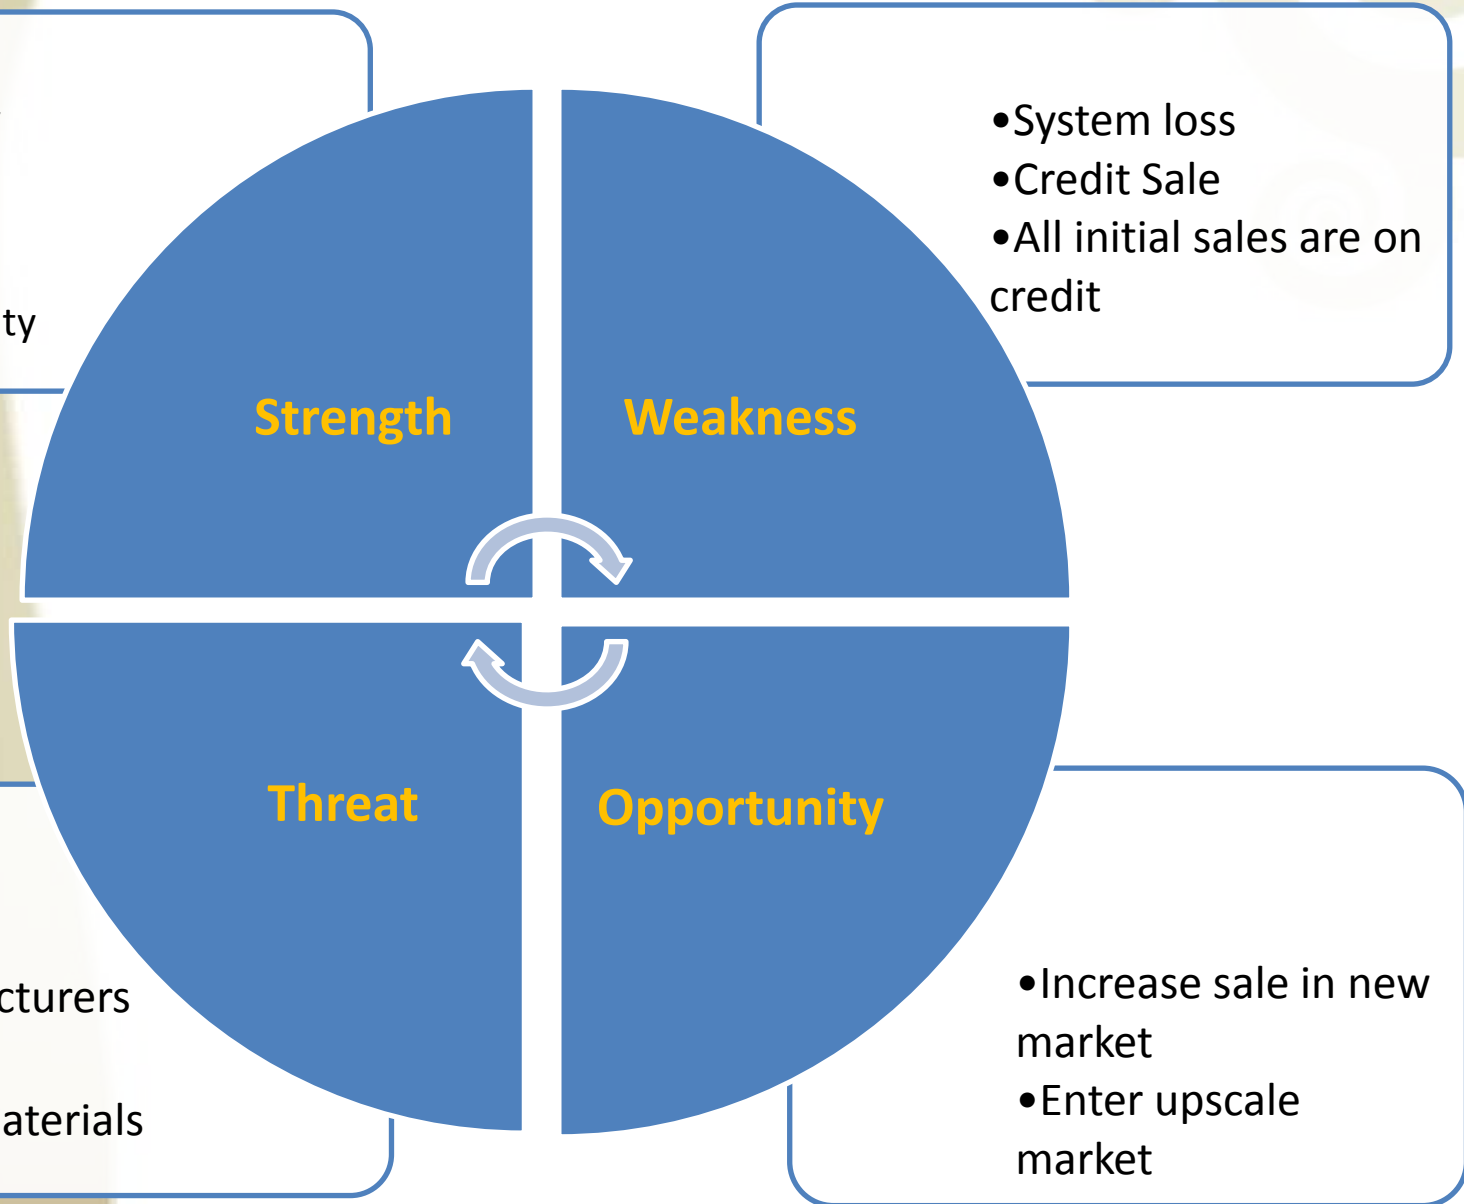 •System loss
•Credit Sale
•All initial sales are on
credit
ty
Strength
Weakness
Threat
Opportunity
cturers
aterials
•Increase sale in new
market
•Enter upscale
market